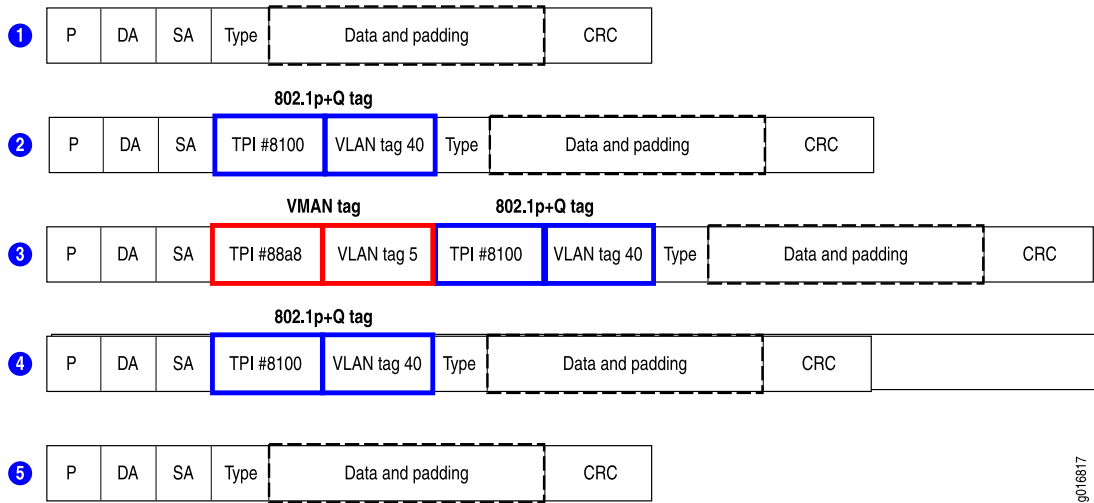 1 P DA SA Type Data and padding CRC
802.1p+Q tag
2 P DA SA TPI #8100 VLAN tag 40 Type Data and padding CRC
VMAN tag 802.1p+Q tag
3 P DA SA TPI #88a8 VLAN tag 5 TPI #8100 VLAN tag 40 Type Data and padding CRC
802.1p+Q tag
4 P DA SA TPI #8100 VLAN tag 40 Type Data and padding CRC
5 P DA SA Type Data and padding CRC
g016817